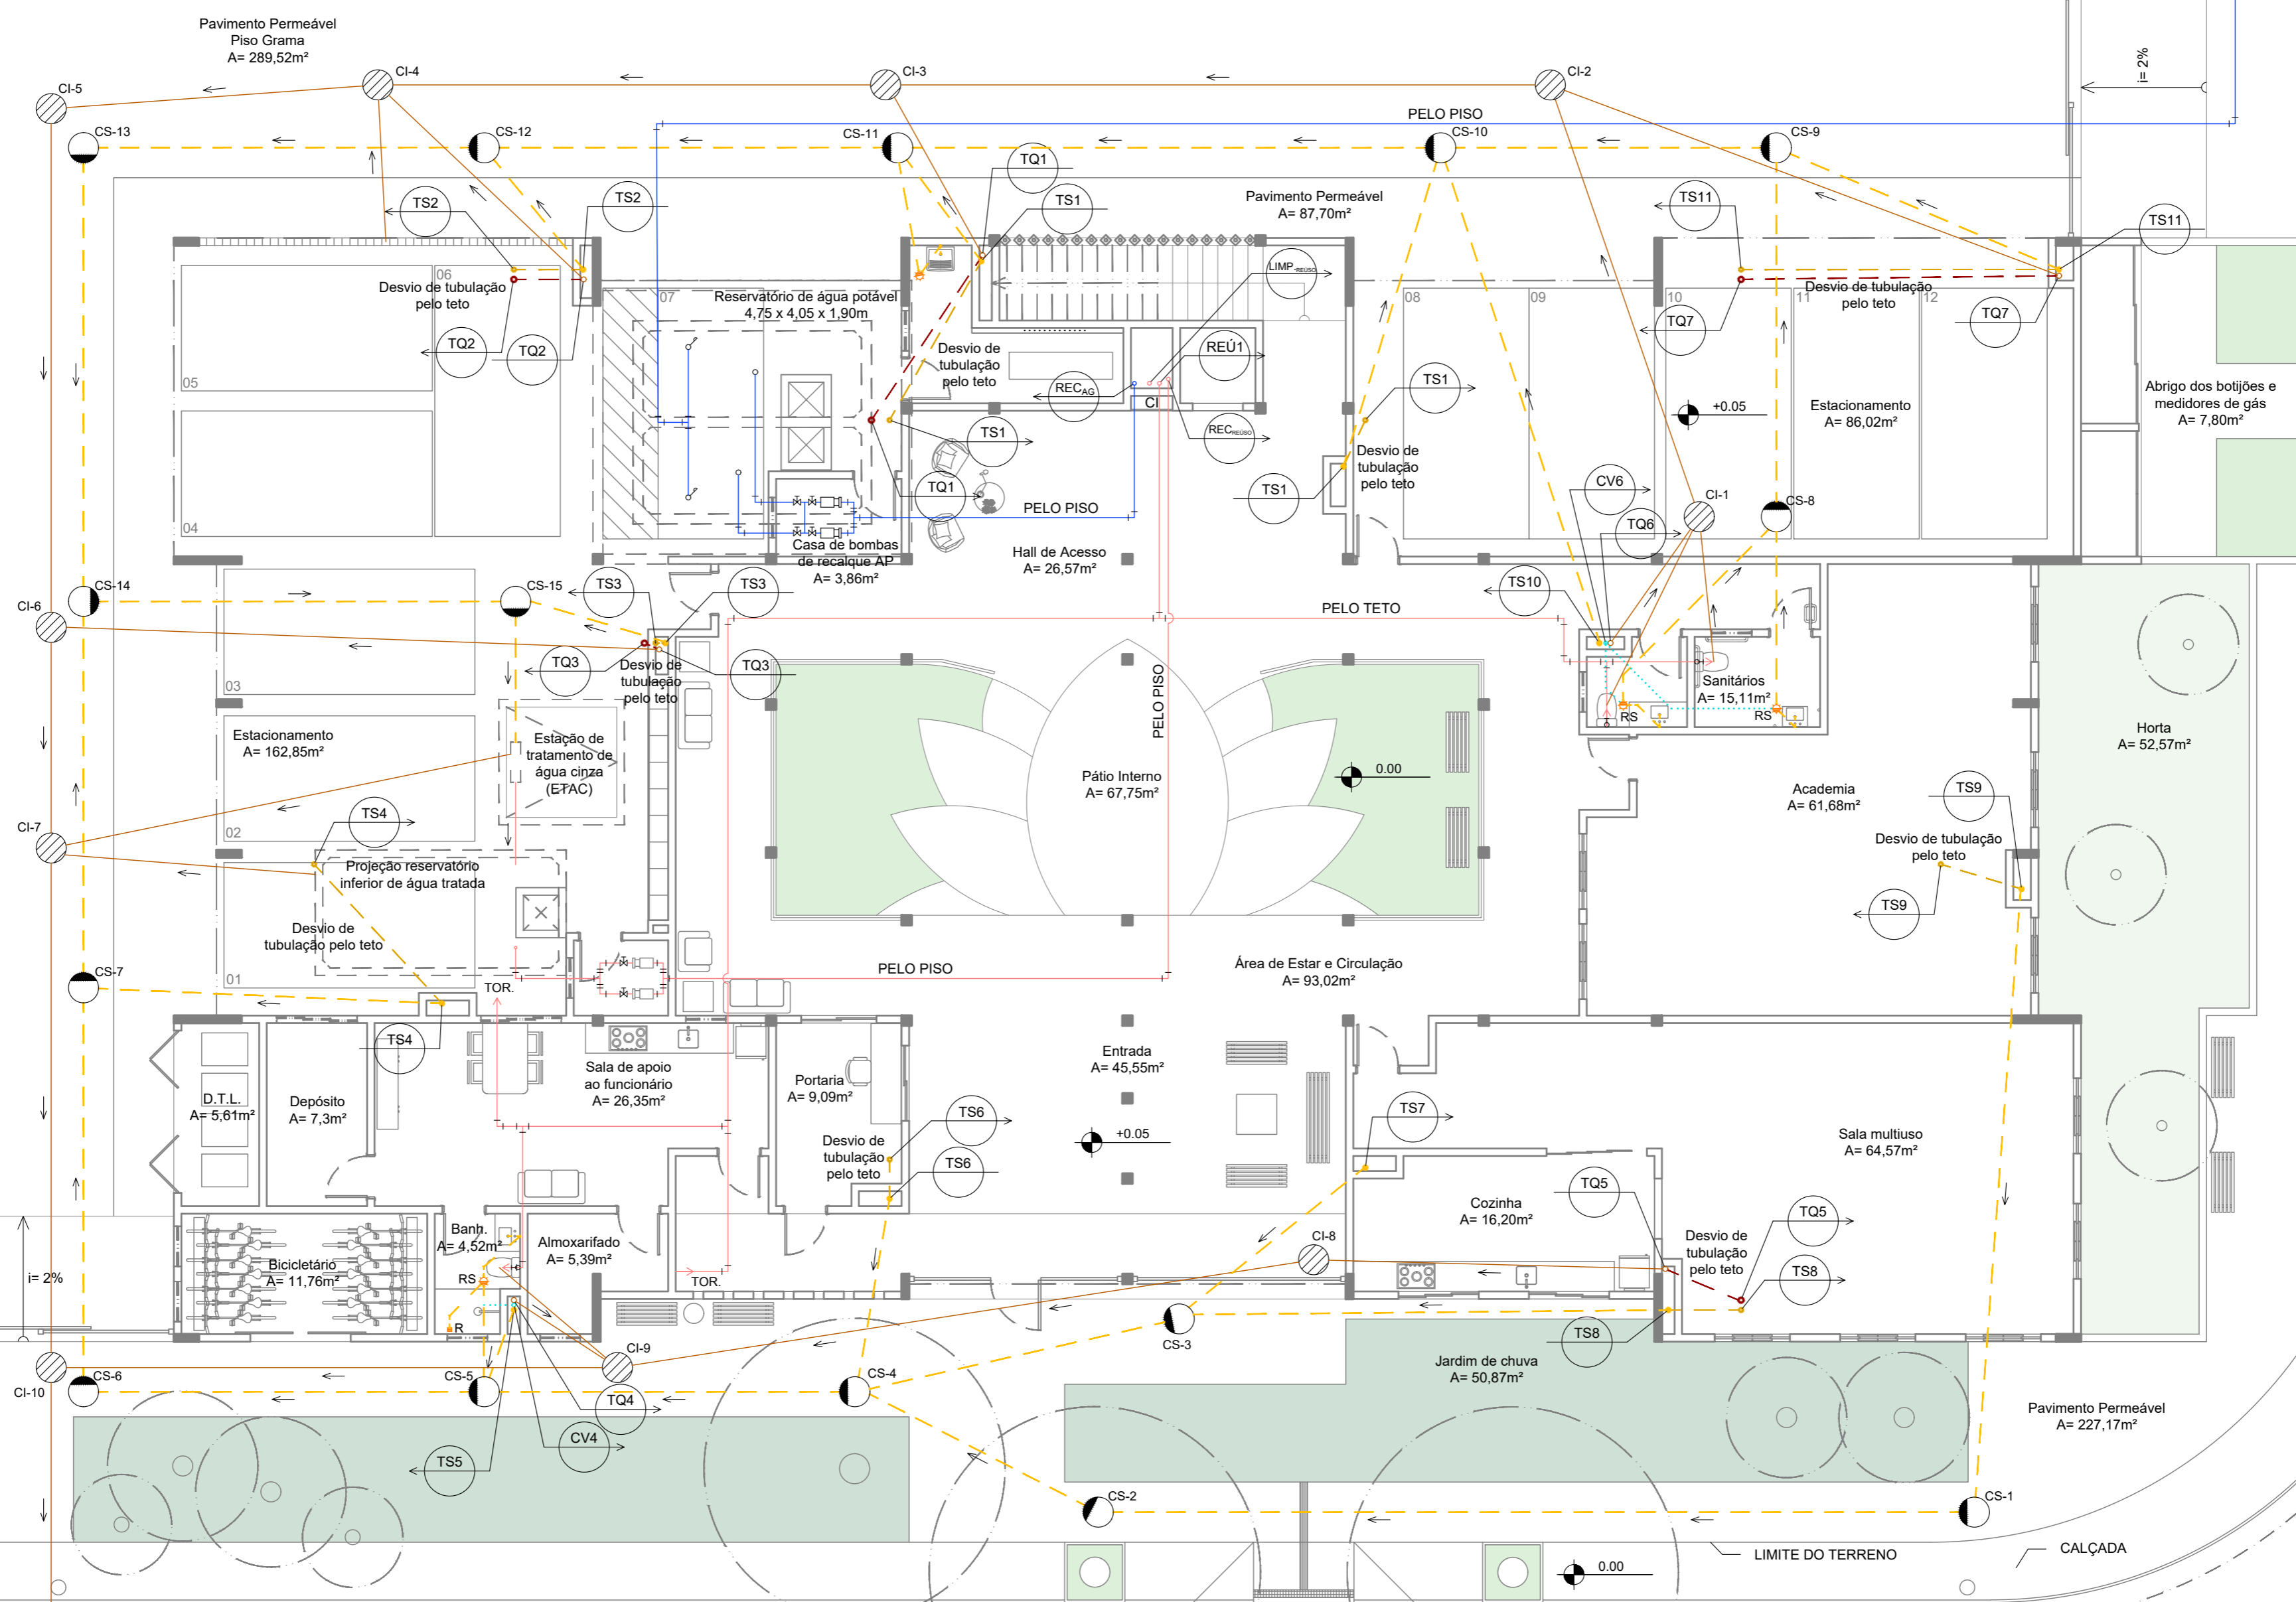 Pavimento Permeável
Piso Grama
A= 289,52m²
CI-5
CI-4
CI-3
CI-2
i= 2%
PELO PISO
CS-13
CS-12
CS-11
CS-10
CS-9
TQ1
TS2
TS2
TS1
Pavimento Permeável
A= 87,70m²
TS11
TS11
06
Desvio de tubulação
pelo teto
07
Reservatório de água potável
4,75 x 4,05 x 1,90m
LIMP-REÚSO
08
09
10
11
12
Desvio de tubulação
pelo teto
TQ2
TQ2
Desvio de
tubulação
pelo teto
REÚ1
TQ7
TQ7
05
RECAG
CI
TS1
Abrigo dos botijões e
medidores de gás
A= 7,80m²
+0.05
Estacionamento
A= 86,02m²
TS1
RECREÚSO
Desvio de
tubulação
pelo teto
TQ1
TS1
CV6
CI-1
CS-8
04
PELO PISO
TQ6
Casa de bombas
de recalque AP
A= 3,86m²
Hall de Acesso
A= 26,57m²
CS-14
CS-15
TS3
TS3
TS10
CI-6
PELO TETO
TQ3
Desvio de
tubulação
pelo teto
TQ3
03
PELO PISO
Sanitários
A= 15,11m²
RS
RS
Estacionamento
A= 162,85m²
Estação de
tratamento de
água cinza
(ETAC)
Horta
A= 52,57m²
Pátio Interno
A= 67,75m²
0.00
Academia
A= 61,68m²
TS9
CI-7
02
TS4
Desvio de tubulação
pelo teto
Projeção reservatório
inferior de água tratada
TS9
Desvio de
tubulação pelo teto
CS-7
01
TOR.
PELO PISO
Área de Estar e Circulação
A= 93,02m²
TS4
Sala de apoio
ao funcionário
A= 26,35m²
Portaria
A= 9,09m²
Entrada
A= 45,55m²
D.T.L.
A= 5,61m²
Depósito
A= 7,3m²
TS6
TS7
Desvio de
tubulação
pelo teto
+0.05
TS6
Sala multiuso
A= 64,57m²
TQ5
Cozinha
A= 16,20m²
TQ5
Banh.
A= 4,52m²
Almoxarifado
A= 5,39m²
CI-8
Desvio de
tubulação
pelo teto
i= 2%
Bicicletário
A= 11,76m²
RS
TOR.
TS8
R
TS8
CS-3
CI-9
CI-10
CS-6
CS-5
CS-4
Jardim de chuva
A= 50,87m²
TQ4
Pavimento Permeável
A= 227,17m²
CV4
TS5
CS-2
CS-1
LIMITE DO TERRENO
CALÇADA
0.00